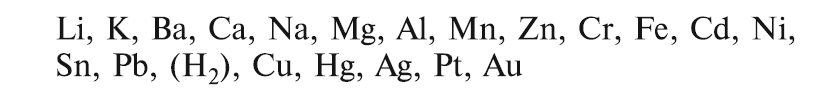 Li, K, Ba, Ca, Na, Mg, Al, Mn, Zn, Cr, Fe, Cd, Ni,
Sn, Pb, (H₂), Cu, Hg, Ag, Pt, Au